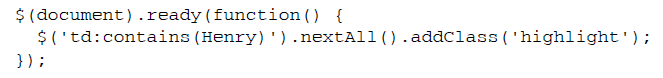 $(document).ready(function() {
  $('td:contains(Henry)').nextAll().addClass('highlight');
});